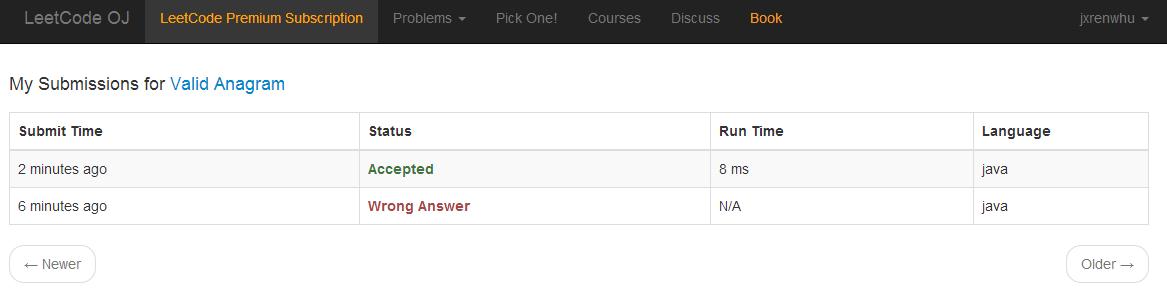 LeetCode OJ LeetCode Premium Subscription Problems Pick One! Courses Discuss Book jxrenwhu
My Submissions for Valid Anagram
Submit Time Status Run Time Language
2 minutes ago Accepted 8 ms java
6 minutes ago Wrong Answer N/A java
← Newer Older →